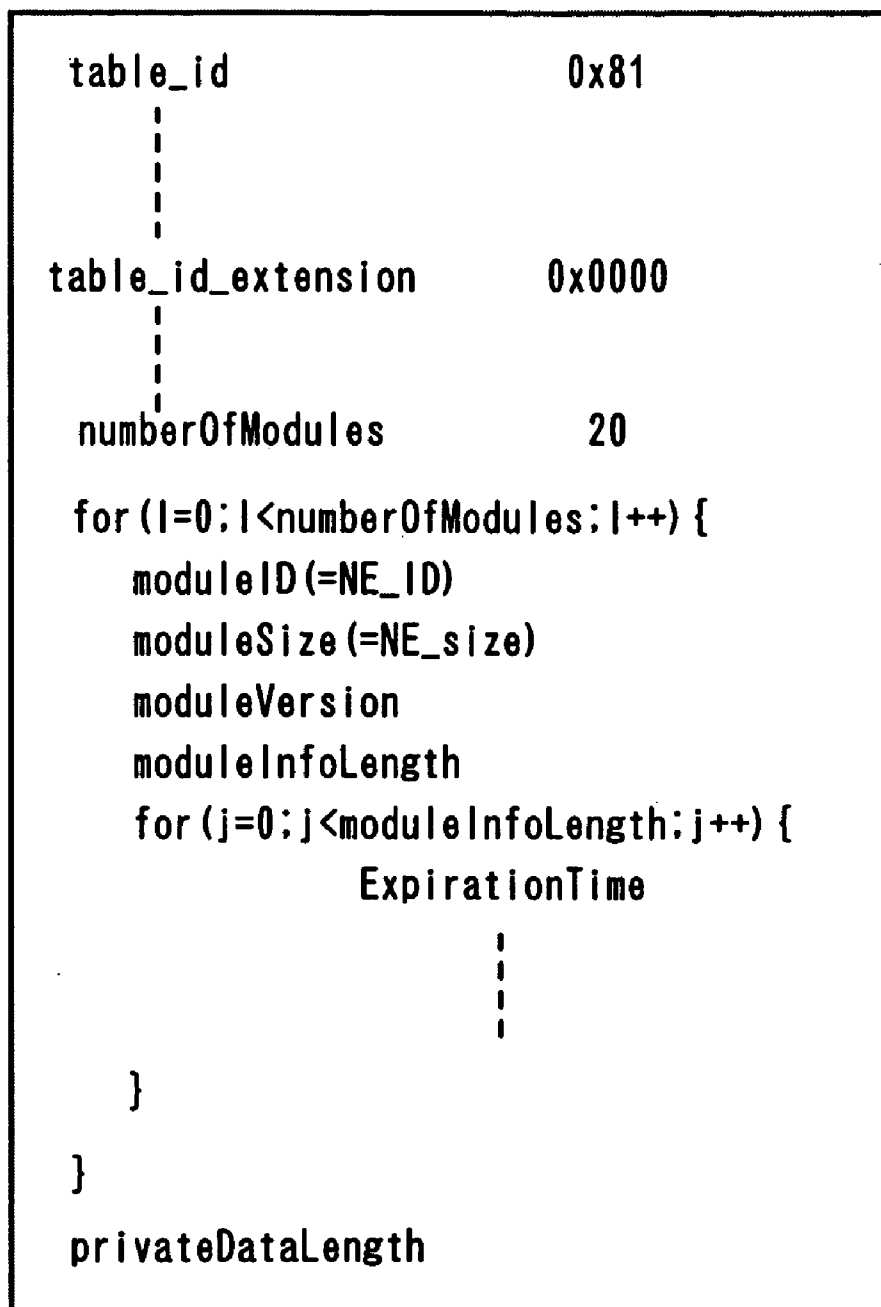 table_id 0x81
table_id_extension 0x0000
numberOfModules 20
for(I=0;I<numberOfModules;I++){
moduleID(=NE_ID)
moduleSize(=NE_size)
moduleVersion
moduleInfoLength
for(j=0;j<moduleInfoLength;j++){
ExpirationTime
}
}
privateDataLength